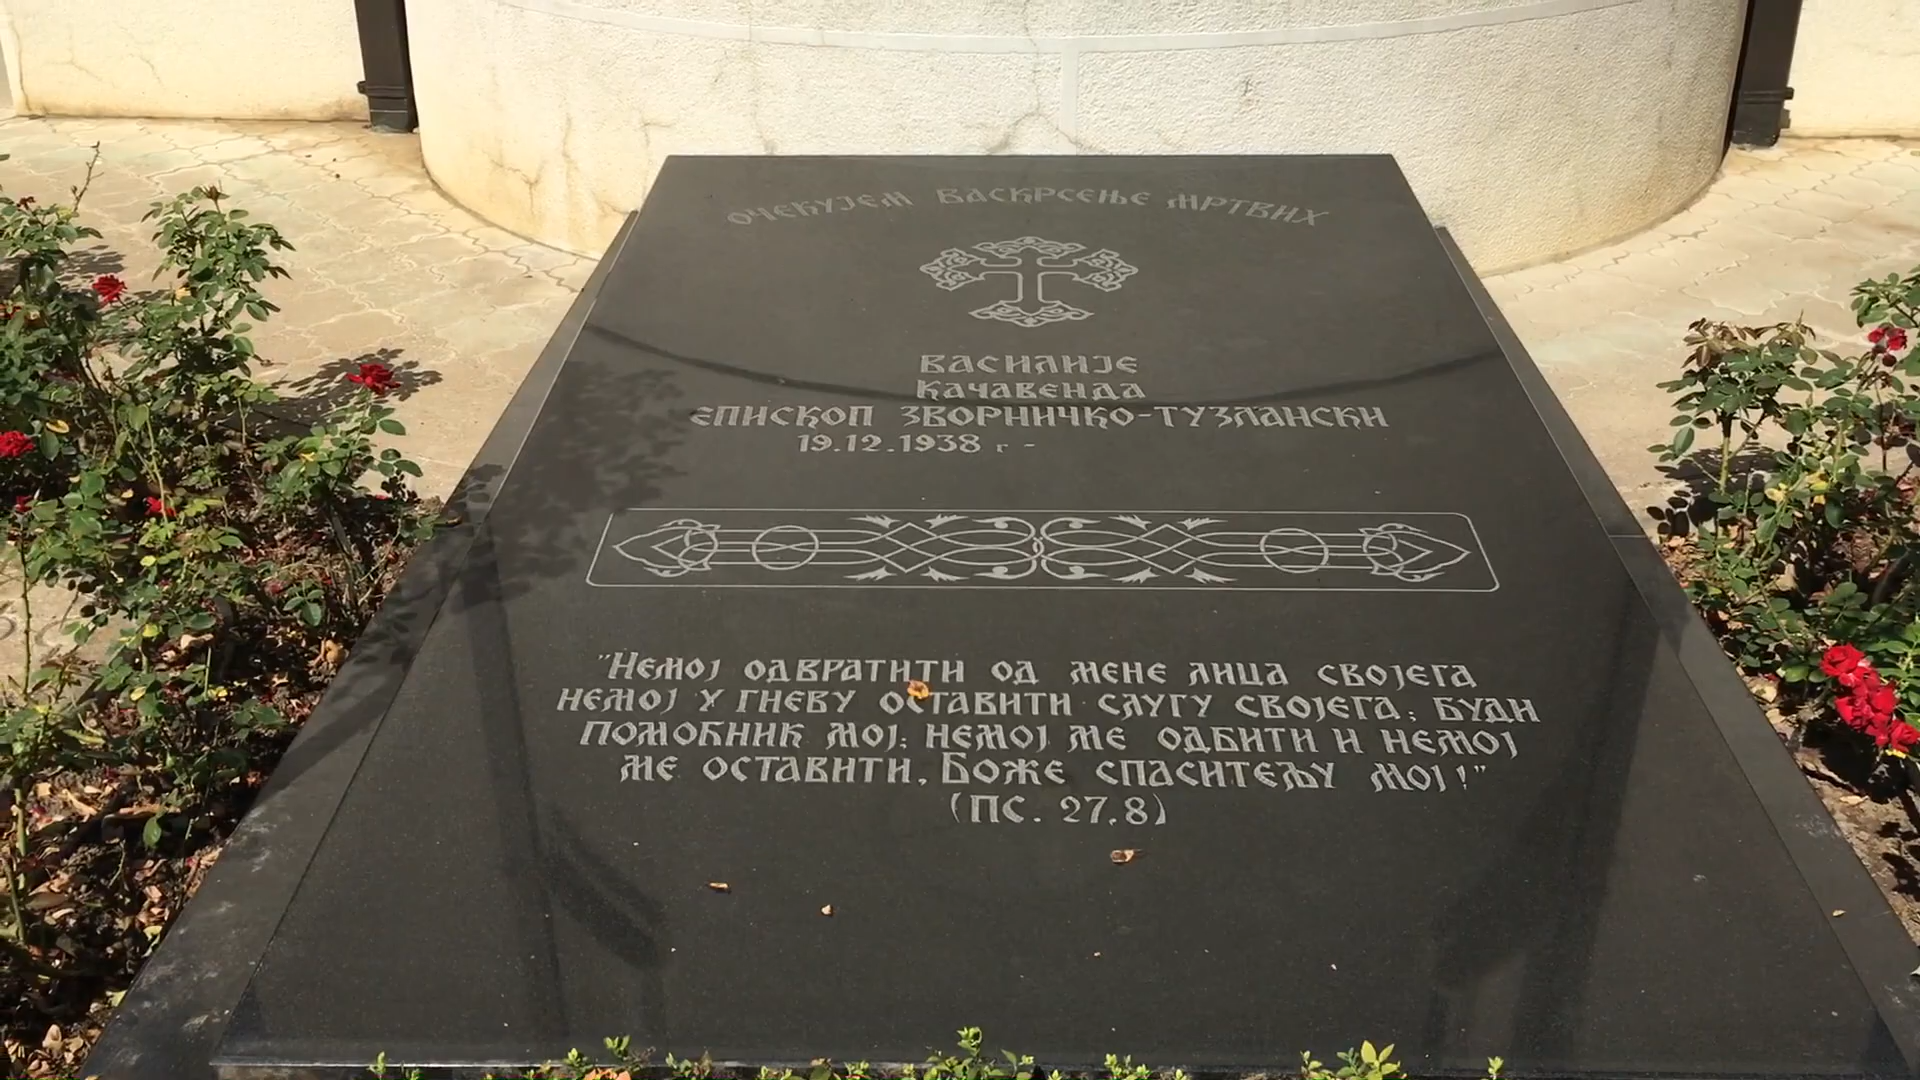 ОЧЕКУЈЕМ ВАСКРСЕЊЕ МРТВИХ
ВАСИЛИЈЕ
КАЧАВЕНДА
ЕПИСКОП ЗВОРНИЧКО-ТУЗЛАНСКИ
19.12.1938 г -
"НЕМОЈ ОДВРАТИТИ ОД МЕНЕ ЛИЦА СВОЈЕГА
НЕМОЈ У ГНЕВУ ОСТАВИТИ СЛУГУ СВОЈЕГА; БУДИ
ПОМОЋНИК МОЈ; НЕМОЈ МЕ ОДБИТИ И НЕМОЈ
МЕ ОСТАВИТИ, БОЖЕ СПАСИТЕЉУ МОЈ!"
(ПС. 27,8)